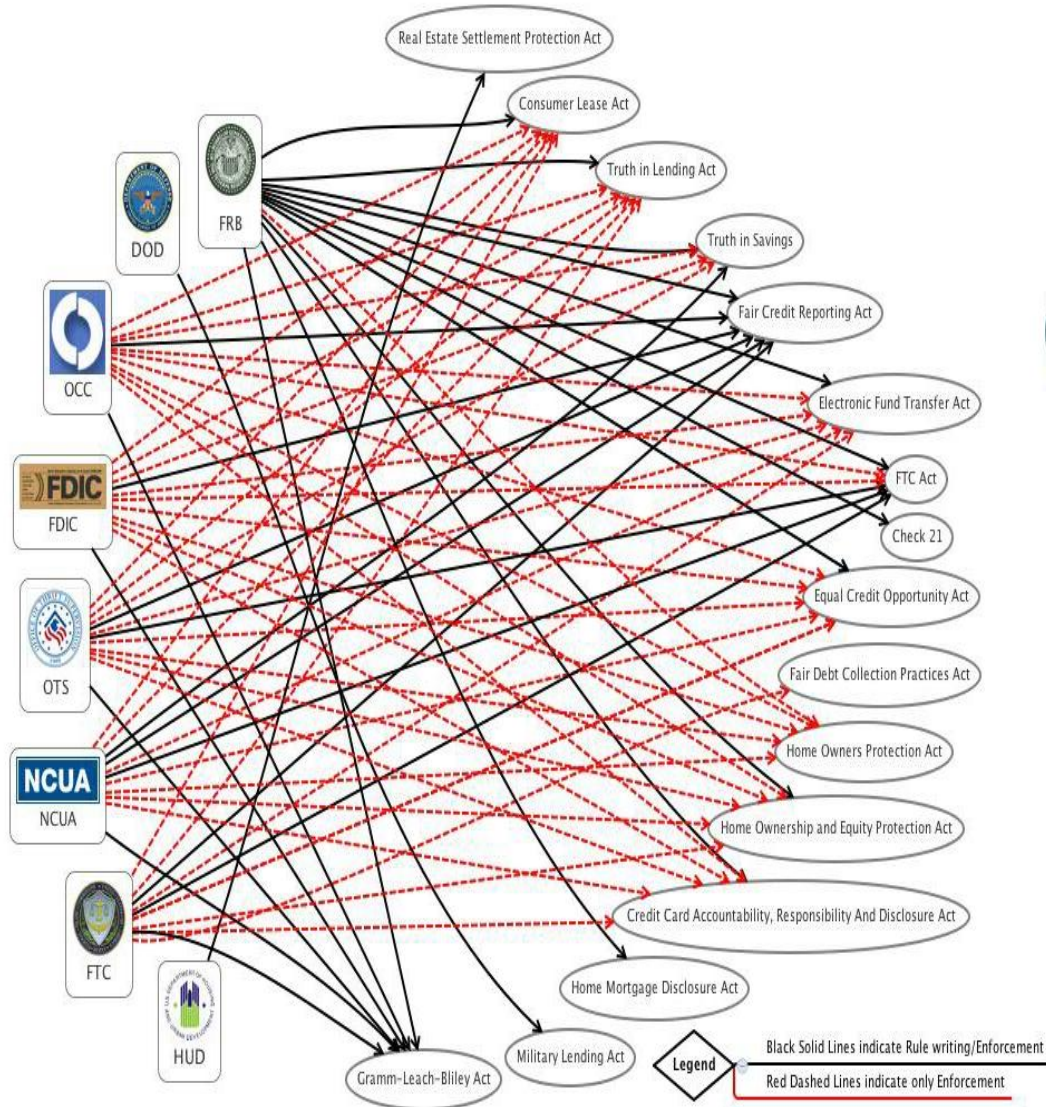 Real Estate Settlement Protection Act
Consumer Lease Act
Truth in Lending Act
FRB
DOD
Truth in Savings
Fair Credit Reporting Act
OCC
Electronic Fund Transfer Act
FDIC
FDIC
FTC Act
Check 21
Equal Credit Opportunity Act
OTS
Fair Debt Collection Practices Act
Home Owners Protection Act
NCUA
NCUA
Home Ownership and Equity Protection Act
Credit Card Accountability, Responsibility And Disclosure Act
FTC
Home Mortgage Disclosure Act
HUD
Military Lending Act
Gramm-Leach-Bliley Act
Legend
Black Solid Lines indicate Rule writing/Enforcement
Red Dashed Lines indicate only Enforcement